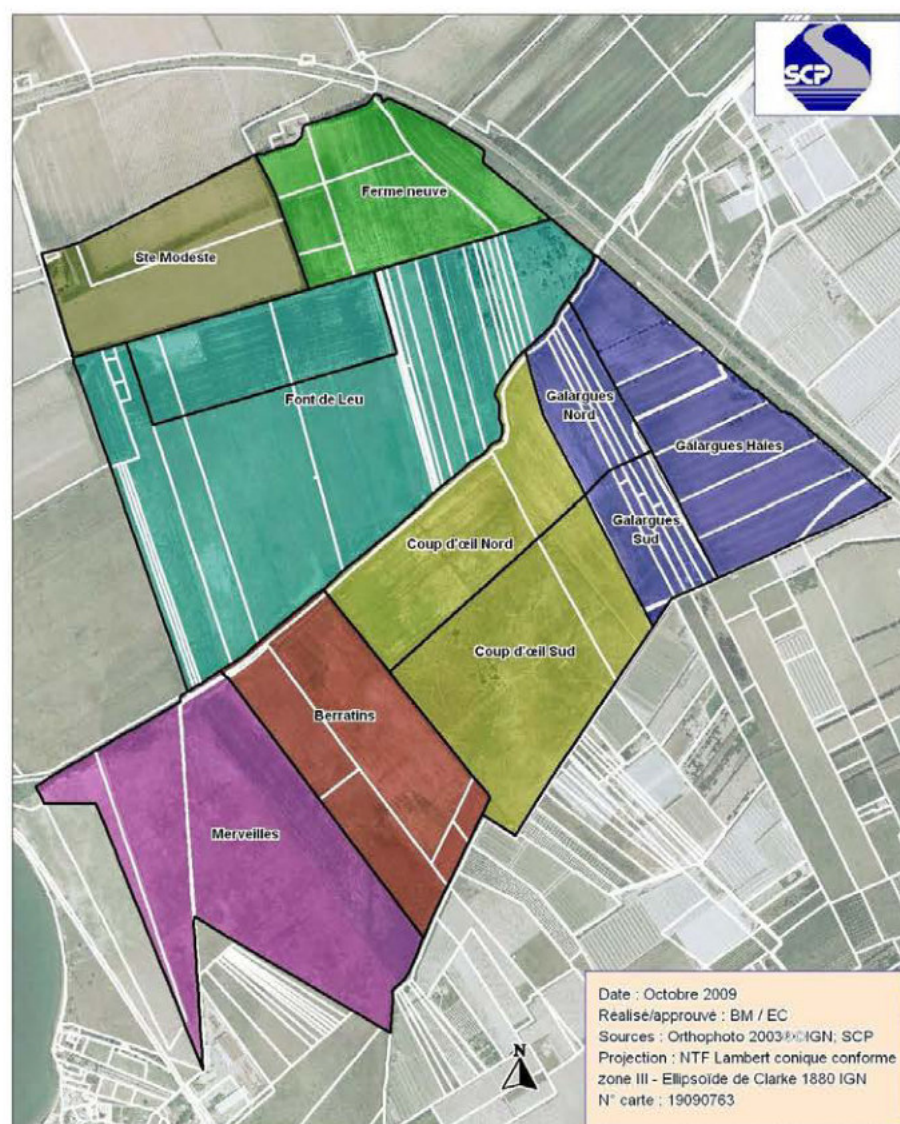 SCP
Ferme neuve
Ste Modeste
Font de Leu
Galargues
Nord
Galargues Haies
Galargues
Sud
Coup d'œil Nord
Coup d'œil Sud
Berratins
Merveilles
N
Date : Octobre 2009
Réalisé/approuvé : BM / EC
Sources : Orthophoto 2003©©IGN; SCP
Projection : NTF Lambert conique conforme
zone III - Ellipsoïde de Clarke 1880 IGN
N° carte : 19090763